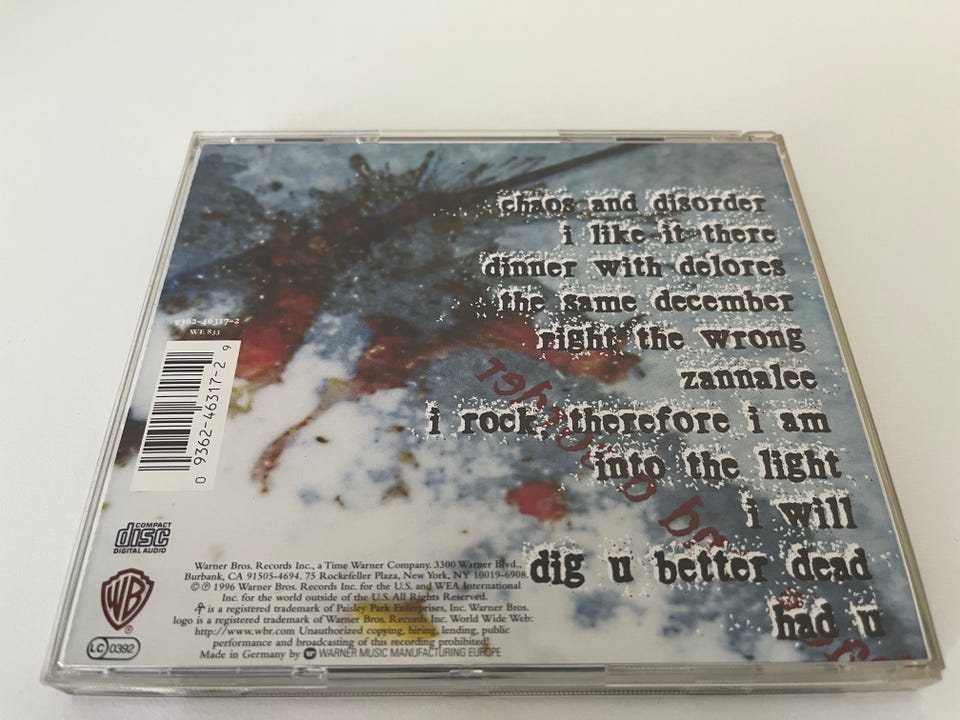 chaos and disorder
i like it there
dinner with delores
the same december
right the wrong
zannalee
i rock, therefore i am
into the light
i will
dig u better dead
had u
9362-46317-2
WE 833
0 9362-46317-2 9
COMPACT
disc
DIGITAL AUDIO
WB
LC 0392
Warner Bros. Records Inc., a Time Warner Company. 3300 Warner Blvd.,
Burbank, CA 91505-4694. 75 Rockefeller Plaza, New York, NY 10019-6908.
© ℗ 1996 Warner Bros. Records Inc. for the U.S. and WEA International
Inc. for the world outside of the U.S. All Rights Reserved.
is a registered trademark of Paisley Park Enterprises, Inc. Warner Bros.
logo is a registered trademark of Warner Bros. Records Inc. World Wide Web:
http://www.wbr.com Unauthorized copying, hiring, lending, public
performance and broadcasting of this recording prohibited!
Made in Germany by WARNER MUSIC MANUFACTURING EUROPE